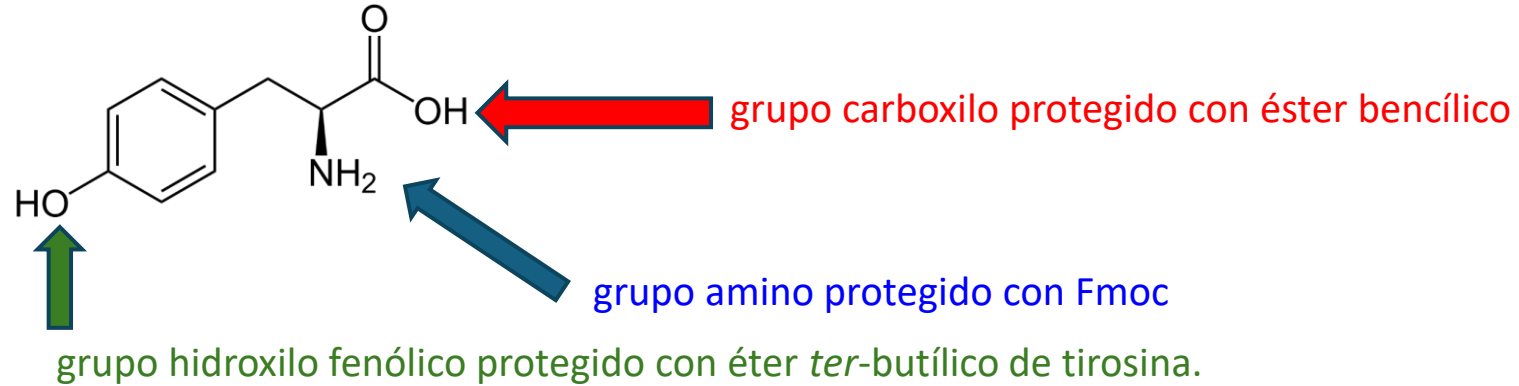 O
OH
grupo carboxilo protegido con éster bencílico
NH2
HO
grupo amino protegido con Fmoc
grupo hidroxilo fenólico protegido con éter ter-butílico de tirosina.